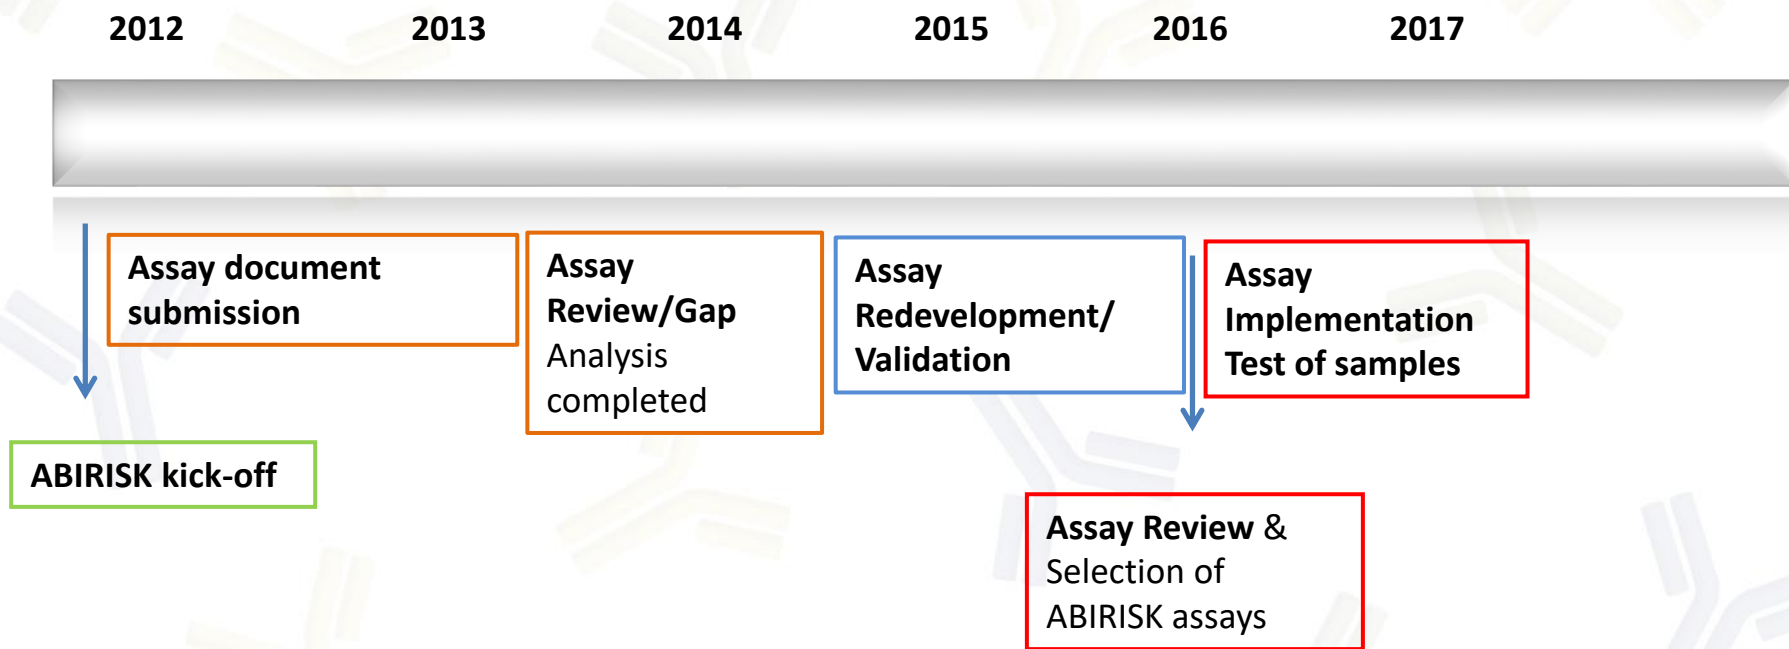 2012 2013 2014 2015 2016 2017
Assay document
submission
Assay
Review/Gap
Analysis
completed
Assay
Redevelopment/
Validation
Assay
Implementation
Test of samples
ABIRISK kick-off
Assay Review &
Selection of
ABIRISK assays